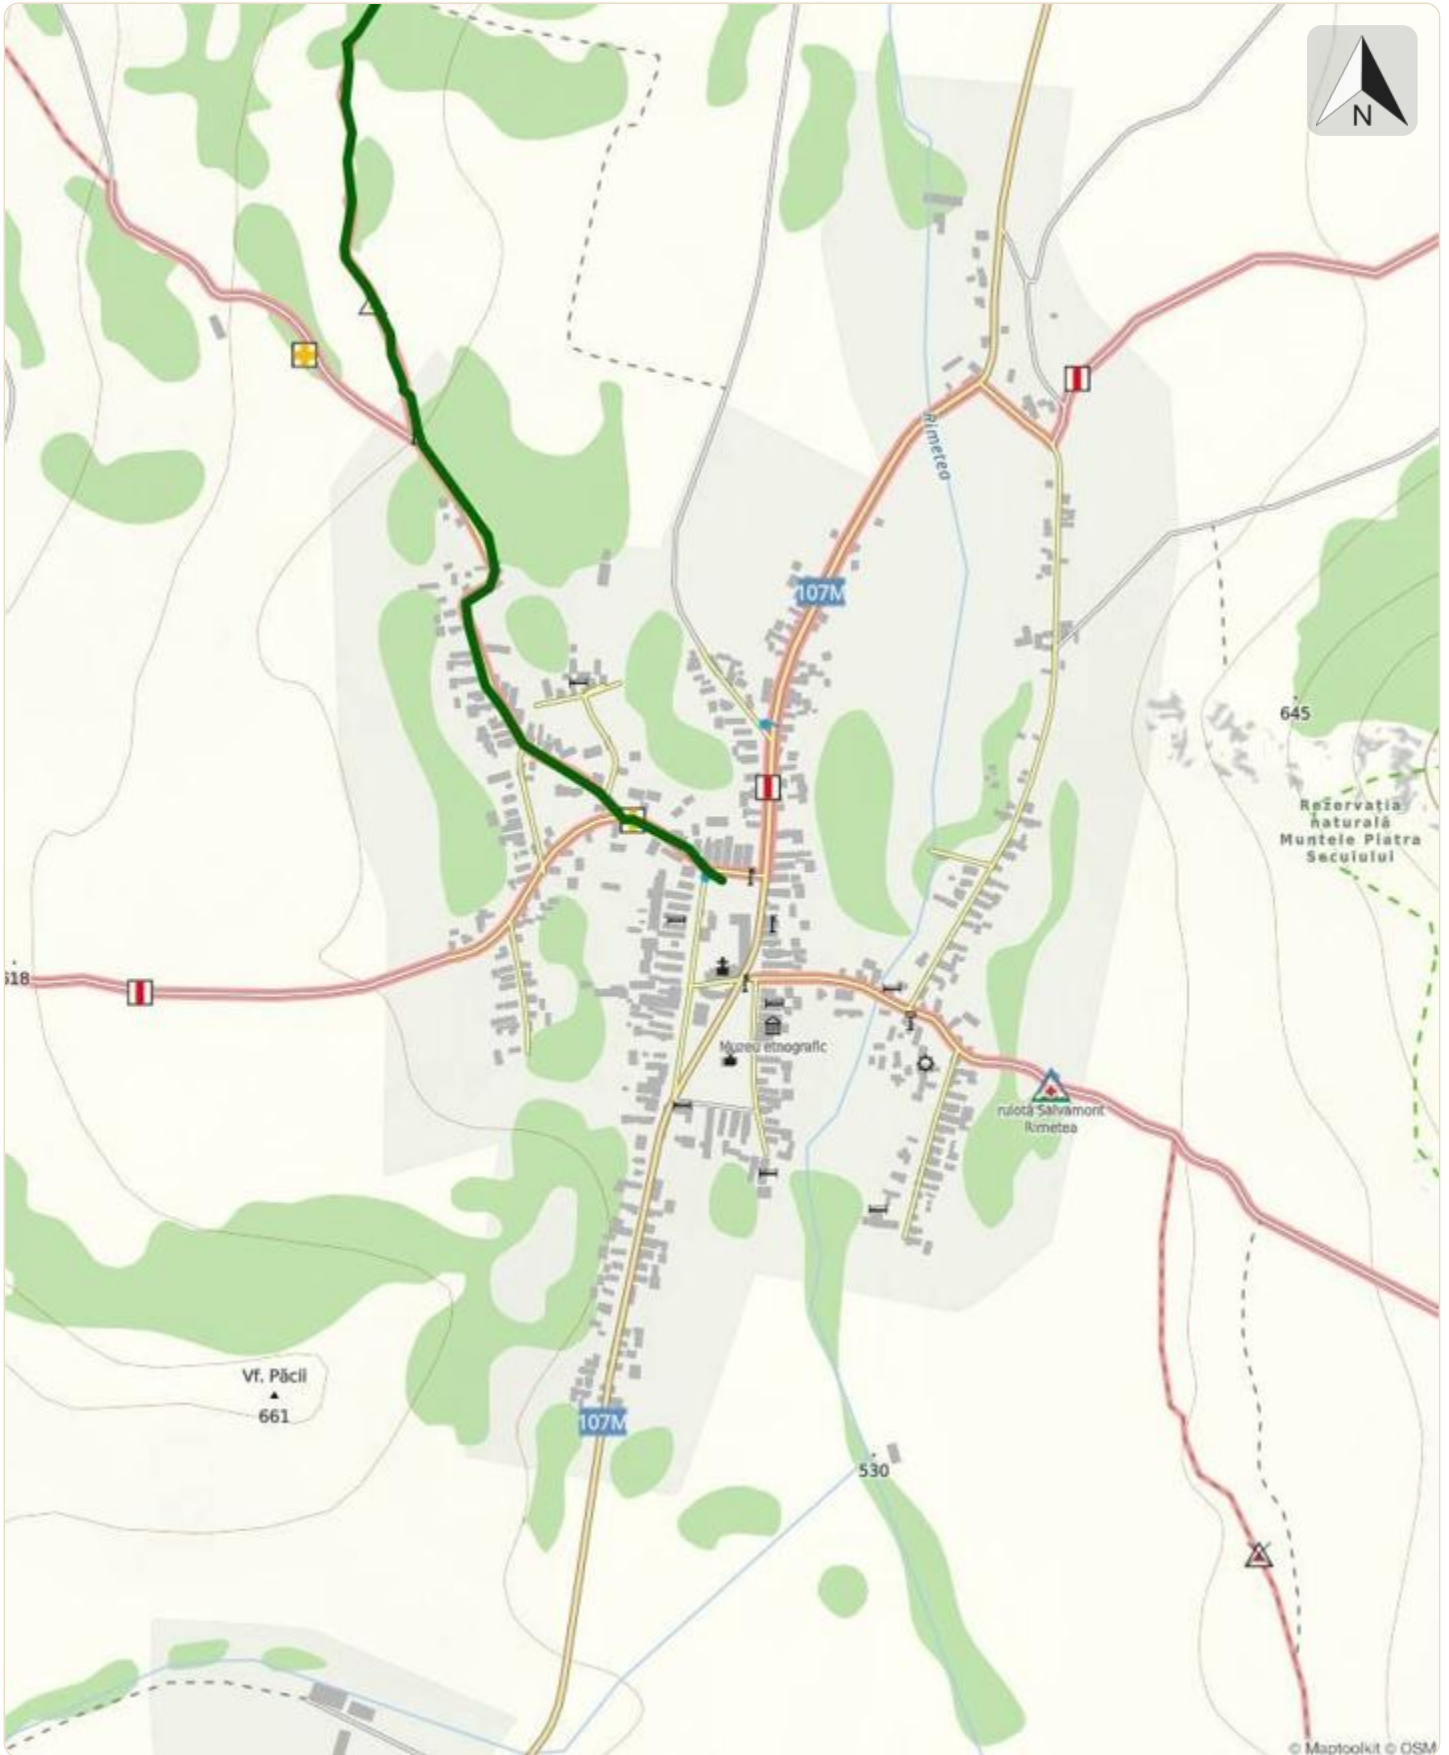 N
Rimetea
107M
645
Rezervația
naturală
Muntele Piatra
Secuiului
618
Muzeu etnografic
rulotă Salvamont
Rimetea
Vf. Păcii
661
107M
530
© Maptoolkit © OSM